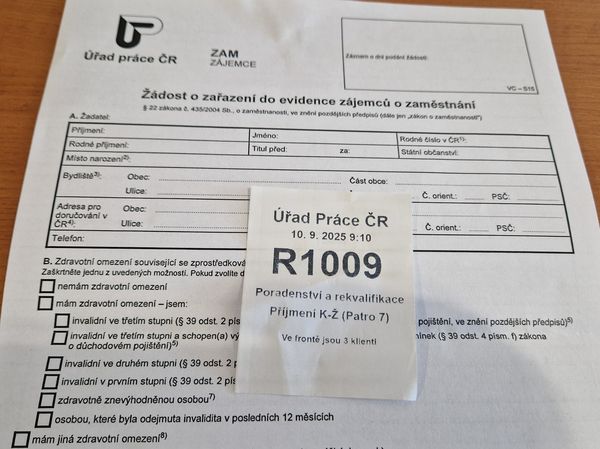 Úřad práce ČR
ZAM
ZÁJEMCE
Záznam o dni podání žádosti:
VC – S15
Žádost o zařazení do evidence zájemců o zaměstnání
§ 22 zákona č. 435/2004 Sb., o zaměstnanosti, ve znění pozdějších předpisů (dále jen „zákon o zaměstnanosti")
A. Žadatel:
Příjmení: Jméno: Rodné číslo v ČR¹⁾:
Rodné příjmení: Titul před: za: Státní občanství:
Místo narození²⁾:
Bydliště³⁾: Obec: Část obce:
Ulice: Č. orient.: PSČ:
Adresa pro doručování v ČR⁴⁾: Obec:
Ulice: Č. orient.: PSČ:
Telefon:
Úřad Práce ČR
10. 9. 2025 9:10
R1009
Poradenství a rekvalifikace
Příjmení K-Ž (Patro 7)
Ve frontě jsou 3 klienti
B. Zdravotní omezení související se zprostředkov
Zaškrtněte jednu z uvedených možností. Pokud zvolíte d
nemám zdravotní omezení
mám zdravotní omezení – jsem:
invalidní ve třetím stupni (§ 39 odst. 2 pís pojištění, ve znění pozdějších předpisů)⁵⁾
invalidní ve třetím stupni a schopen(a) vý mínek (§ 39 odst. 4 písm. f) zákona
o důchodovém pojištění)⁵⁾
invalidní ve druhém stupni (§ 39 odst. 2
invalidní v prvním stupni (§ 39 odst. 2 pí
zdravotně znevýhodněnou osobou⁷⁾
osobou, které byla odejmuta invalidita v posledních 12 měsících
mám jiná zdravotní omezení⁸⁾